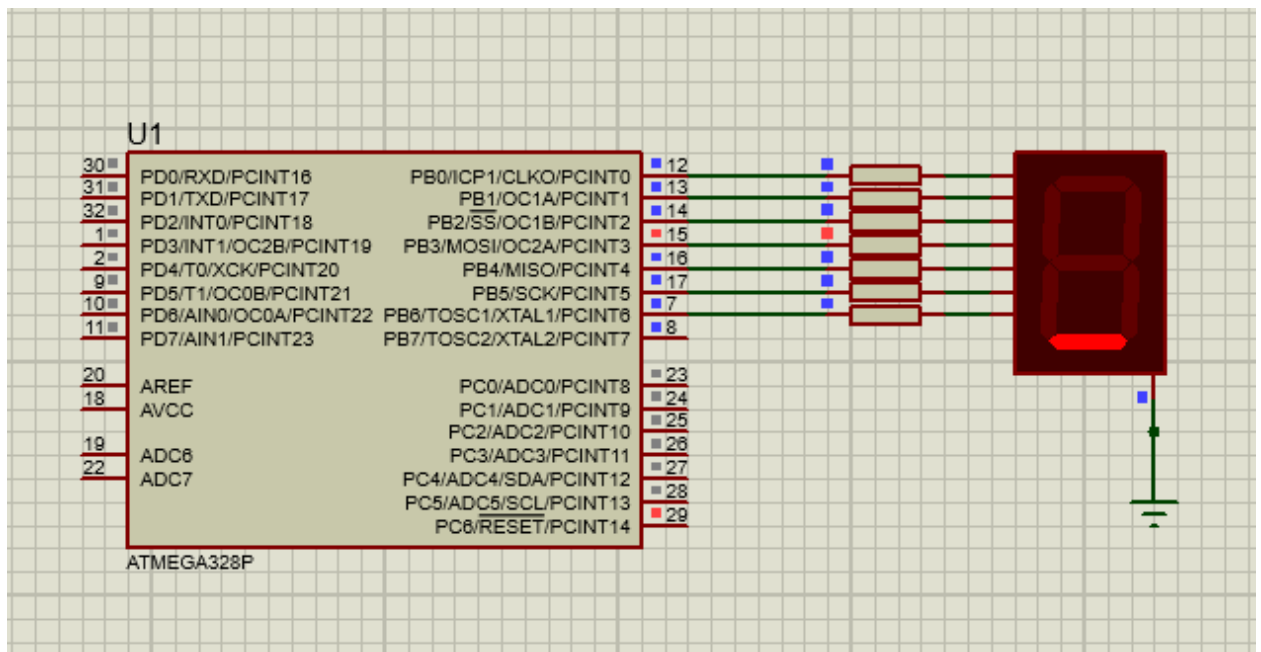 U1
30 PD0/RXD/PCINT16 PB0/ICP1/CLKO/PCINT0 12
31 PD1/TXD/PCINT17 PB1/OC1A/PCINT1 13
32 PD2/INT0/PCINT18 PB2/SS/OC1B/PCINT2 14
1 PD3/INT1/OC2B/PCINT19 PB3/MOSI/OC2A/PCINT3 15
2 PD4/T0/XCK/PCINT20 PB4/MISO/PCINT4 16
9 PD5/T1/OC0B/PCINT21 PB5/SCK/PCINT5 17
10 PD6/AIN0/OC0A/PCINT22 PB6/TOSC1/XTAL1/PCINT6 7
11 PD7/AIN1/PCINT23 PB7/TOSC2/XTAL2/PCINT7 8
20 AREF PC0/ADC0/PCINT8 23
18 AVCC PC1/ADC1/PCINT9 24
PC2/ADC2/PCINT10 25
19 ADC6 PC3/ADC3/PCINT11 26
22 ADC7 PC4/ADC4/SDA/PCINT12 27
PC5/ADC5/SCL/PCINT13 28
PC6/RESET/PCINT14 29
ATMEGA328P